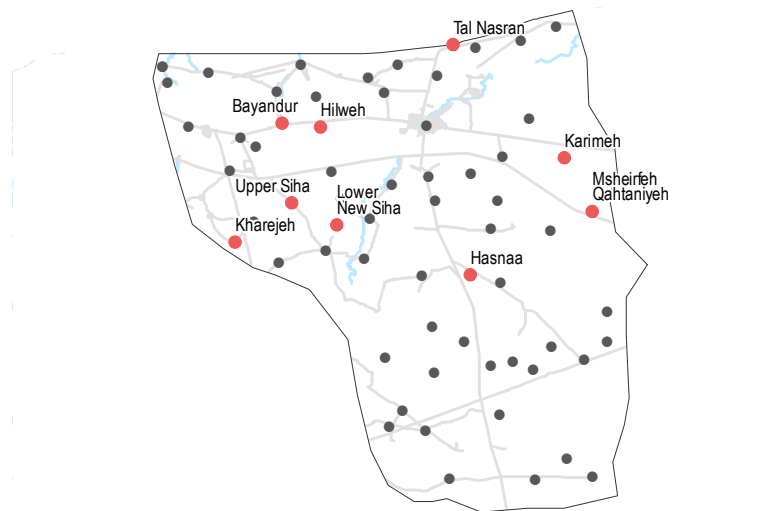 Tal Nasran
Bayandur
Hilweh
Karimeh
Msheirfeh
Qahtaniyeh
Upper Siha
Lower
New Siha
Kharejeh
Hasnaa